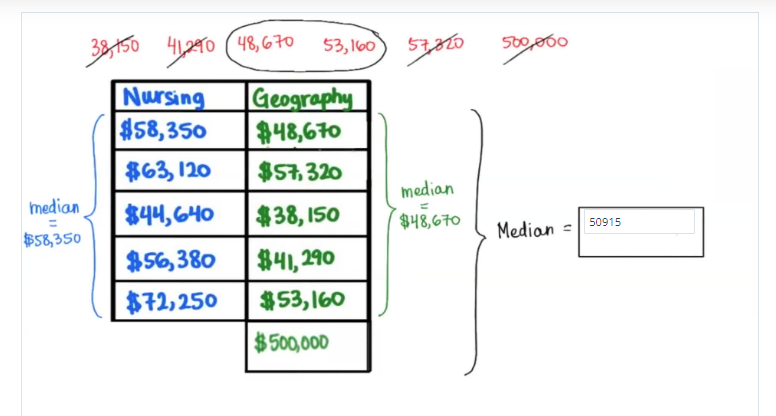 38,150 41,290 48,670 53,160 57,320 500,000
Nursing Geography
$58,350 $48,670
$63,120 $57,320
$44,640 $38,150
$56,380 $41,290
$72,250 $53,160
$500,000
median
=
$58,350
median
=
$48,670
Median = 50915